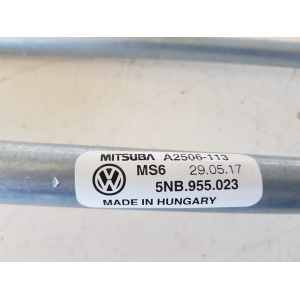 MITSUBA A2506-113
MS6 29.05.17
5NB.955.023
MADE IN HUNGARY